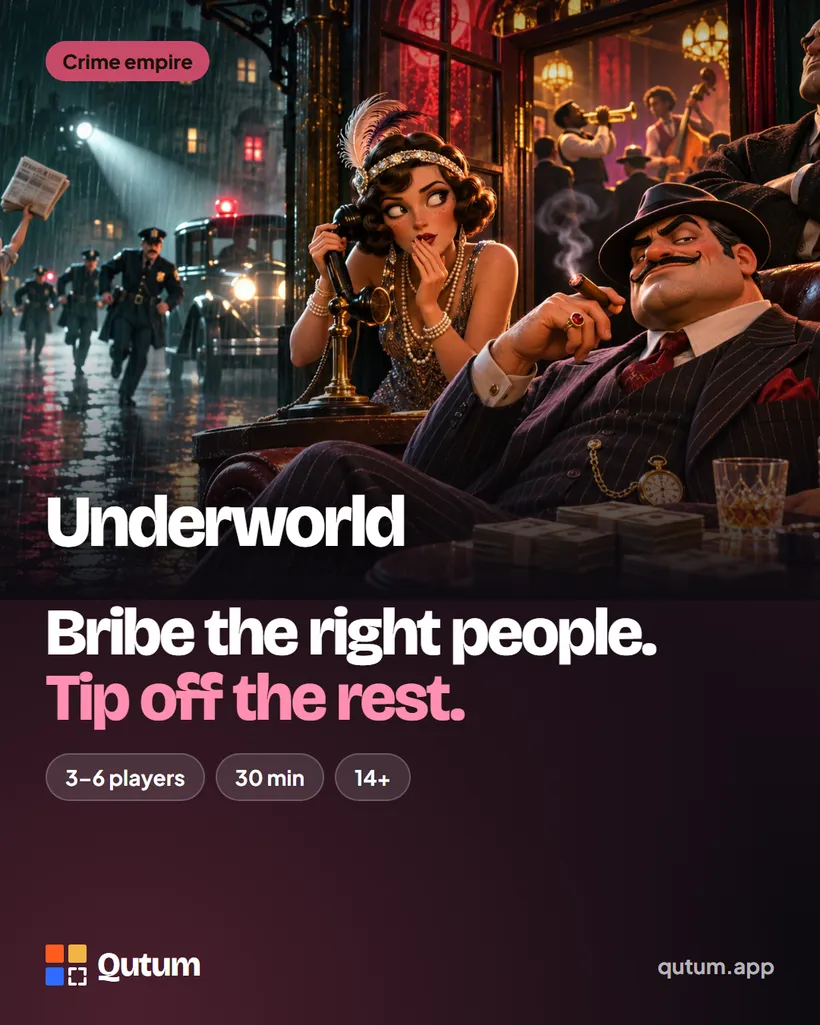 Crime empire
Underworld
Bribe the right people.
Tip off the rest.
3–6 players
30 min
14+
Qutum
qutum.app